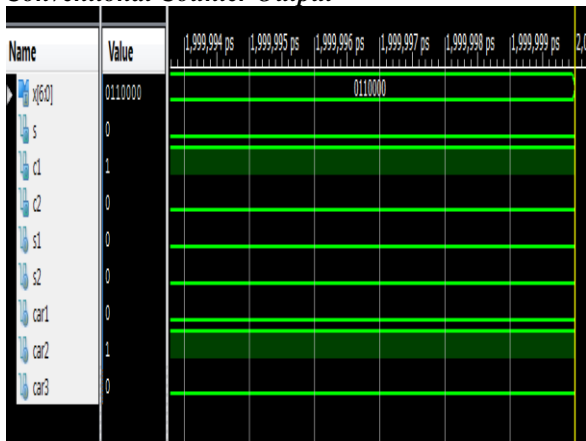 Conventional Counter Output
Name Value 1,999,994 ps 1,999,995 ps 1,999,996 ps 1,999,997 ps 1,999,998 ps 1,999,999 ps 2,0
x[6:0] 0110000 0110000
s 0
c1 1
c2 0
s1 0
s2 0
car1 0
car2 1
car3 0